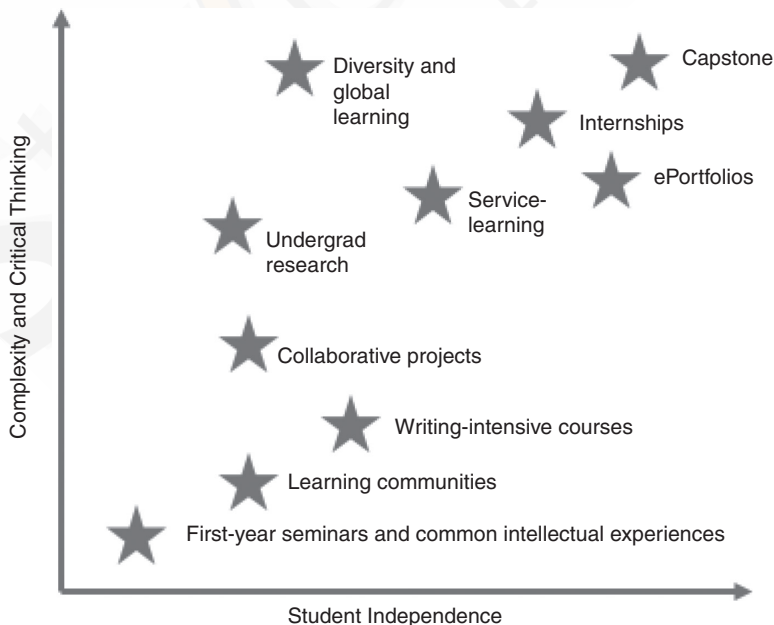 Complexity and Critical Thinking
Diversity and
global
learning
Capstone
Internships
ePortfolios
Service-
learning
Undergrad
research
Collaborative projects
Writing-intensive courses
Learning communities
First-year seminars and common intellectual experiences
Student Independence